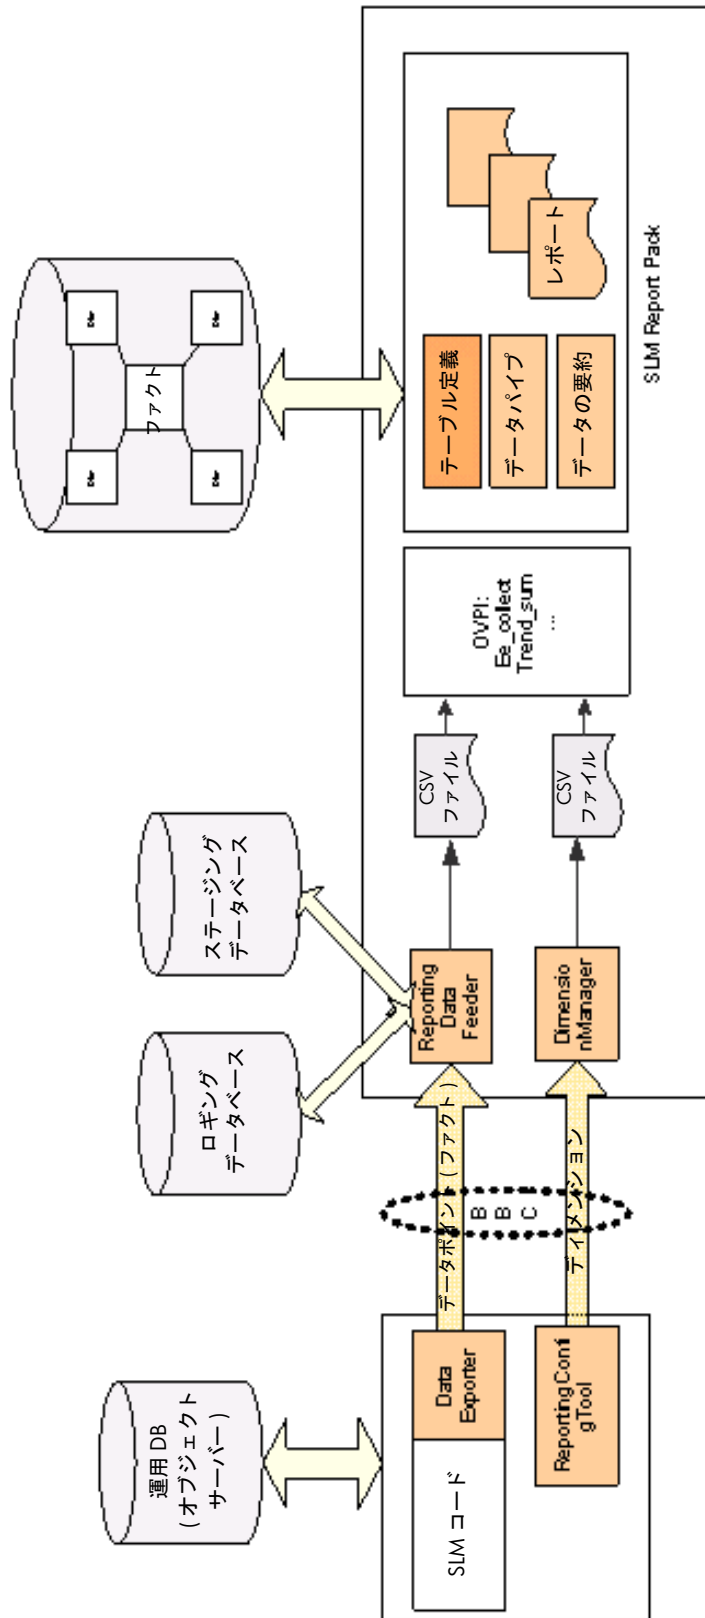 運用 DB
( オブジェクト
サーバー )
ロギング
データベース
ステージング
データベース
ファクト
SLM コード
Data
Exporter
ReportingConfi
gTool
データポイント ( ファクト )
B
B
C
ディメンション
Reporting
Data
Feeder
Dimensio
nManager
CSV
ファイル
CSV
ファイル
OVPI:
Ee_collect
Trend_sum
...
テーブル定義
データパイプ
データの要約
レポート
SLM Report Pack